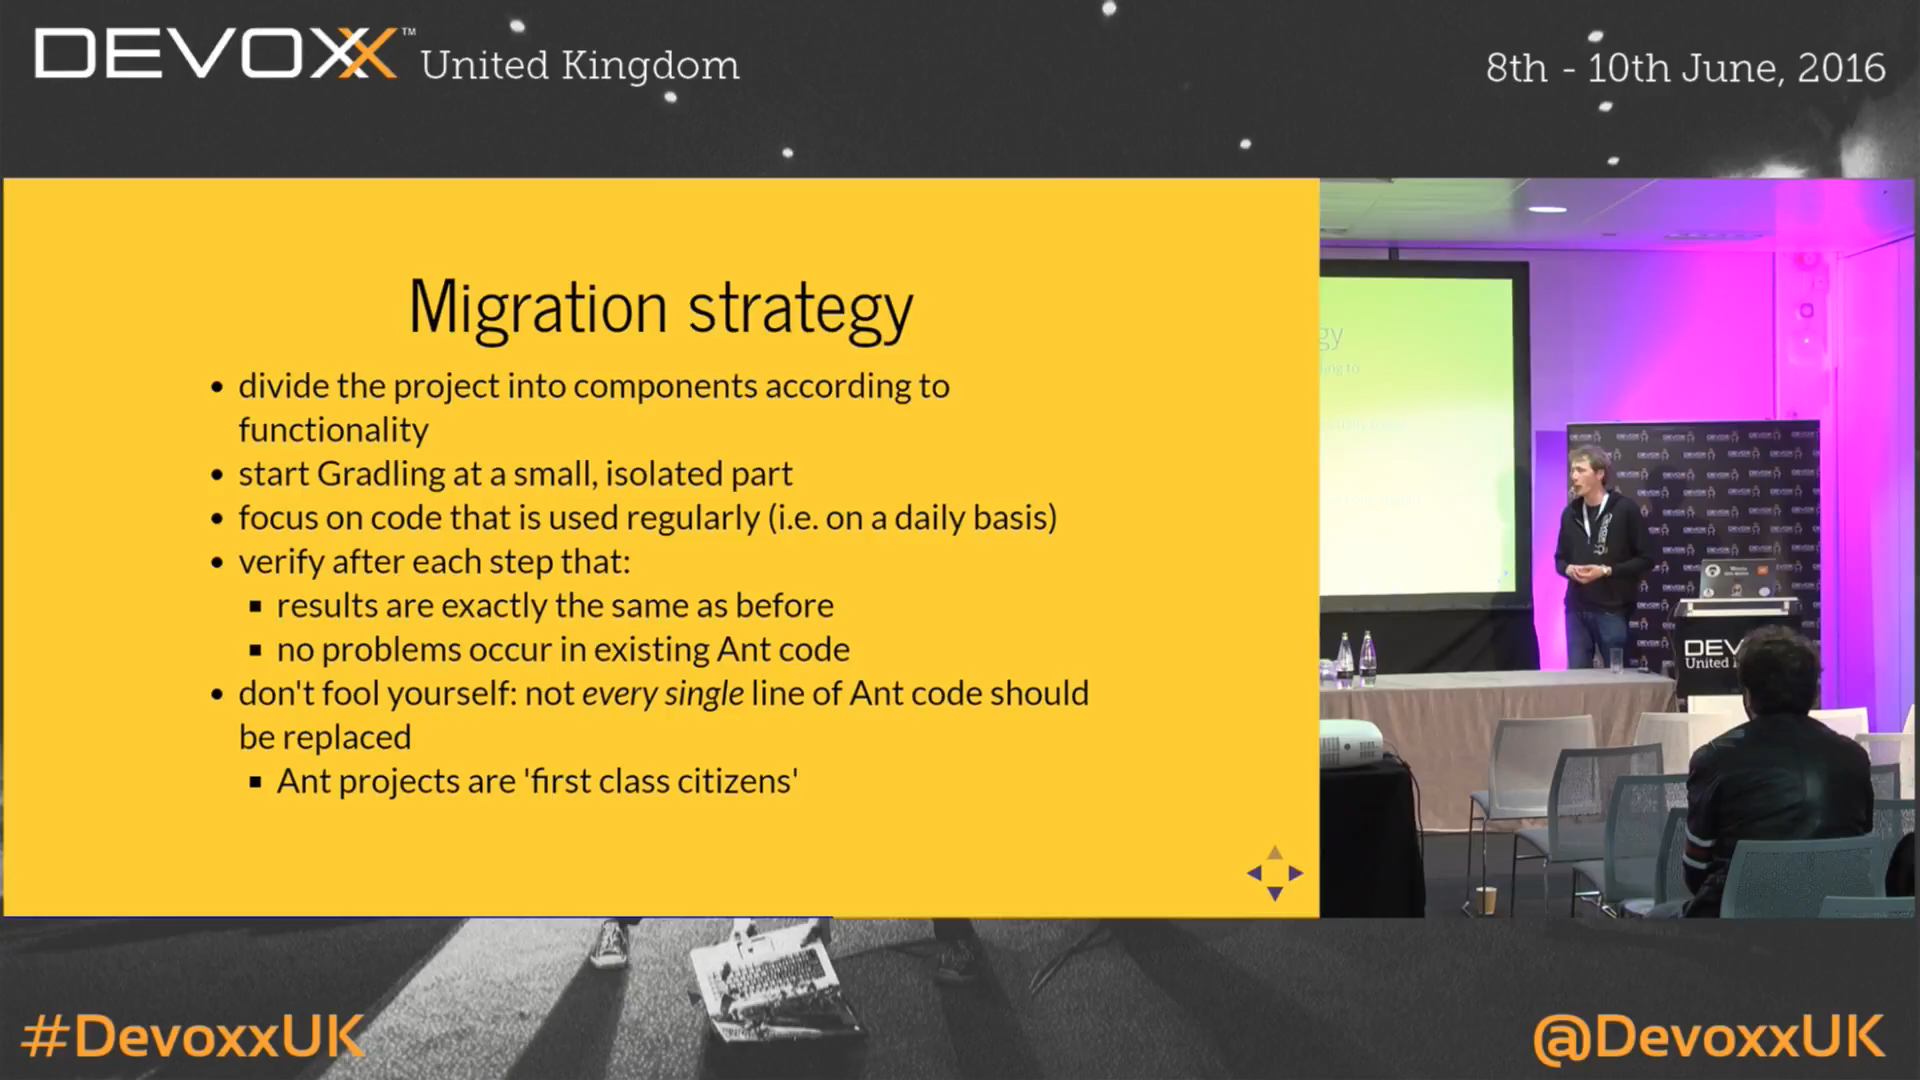 DEVOXX™ United Kingdom
8th - 10th June, 2016
Migration strategy
• divide the project into components according to
functionality
• start Gradling at a small, isolated part
• focus on code that is used regularly (i.e. on a daily basis)
• verify after each step that:
▪ results are exactly the same as before
▪ no problems occur in existing Ant code
• don't fool yourself: not every single line of Ant code should
be replaced
▪ Ant projects are 'first class citizens'
gy
ing to
DEV
United
#DevoxxUK
@DevoxxUK